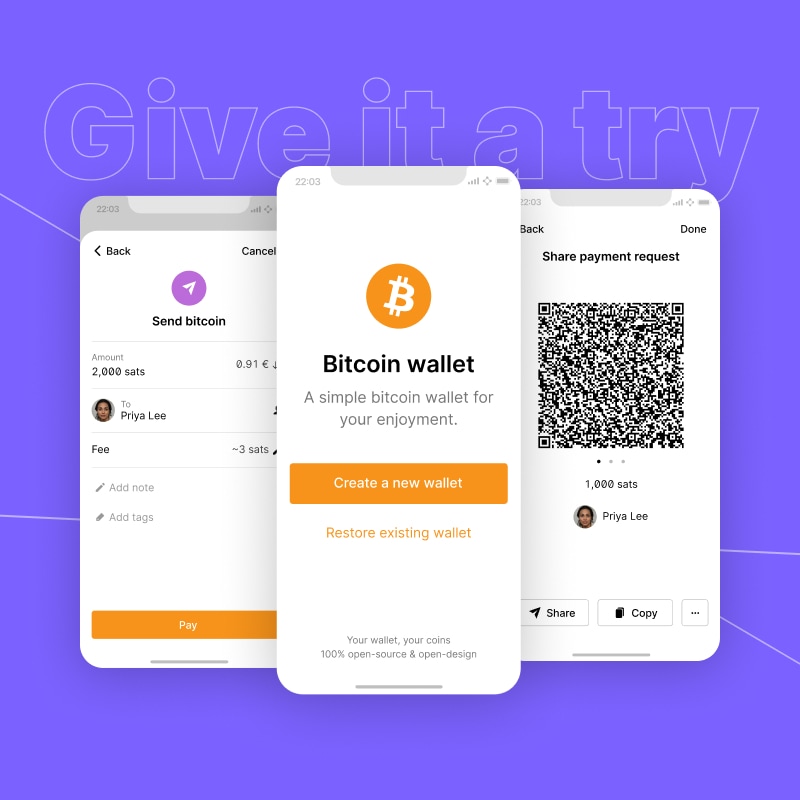 Give it a try
22:03
Back
Cancel
Send bitcoin
Amount
2,000 sats
0.91 €
To
Priya Lee
Fee
~3 sats
Add note
Add tags
Pay
22:03
Bitcoin wallet
A simple bitcoin wallet for
your enjoyment.
Create a new wallet
Restore existing wallet
Your wallet, your coins
100% open-source & open-design
22:03
Back
Done
Share payment request
1,000 sats
Priya Lee
Share
Copy
...